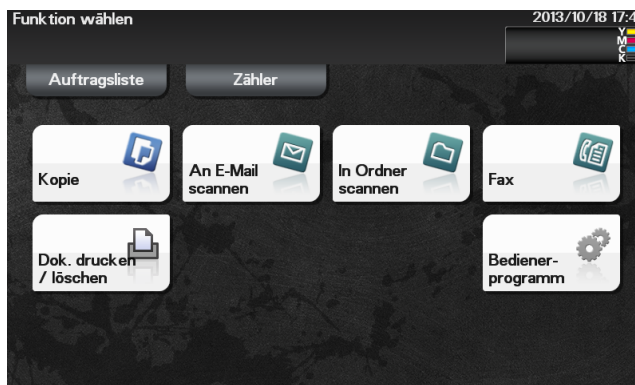 Funktion wählen
2013/10/18 17:4
Y
M
C
K
Auftragsliste
Zähler
Kopie
An E-Mail
scannen
In Ordner
scannen
Fax
Dok. drucken
/ löschen
Bediener-
programm